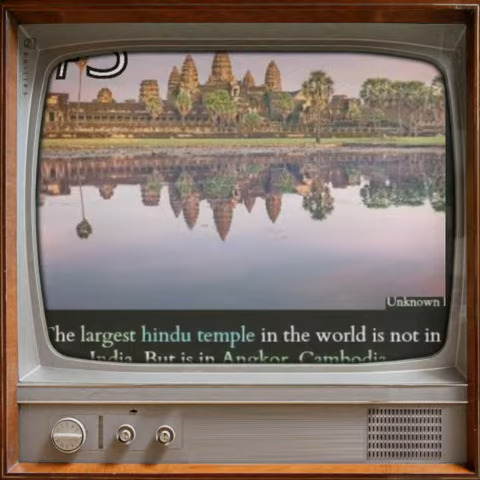 Unknown
The largest hindu temple in the world is not in
India. But is in Angkor, Cambodia